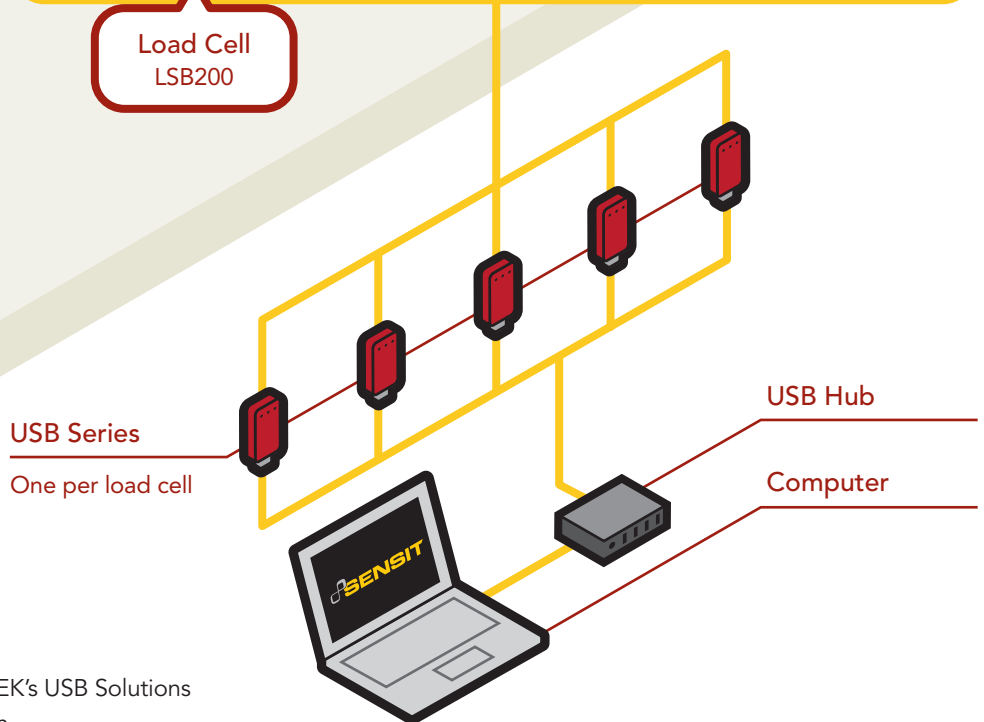 Load Cell
LSB200
USB Series
One per load cell
USB Hub
Computer
SENSIT
EK's USB Solutions